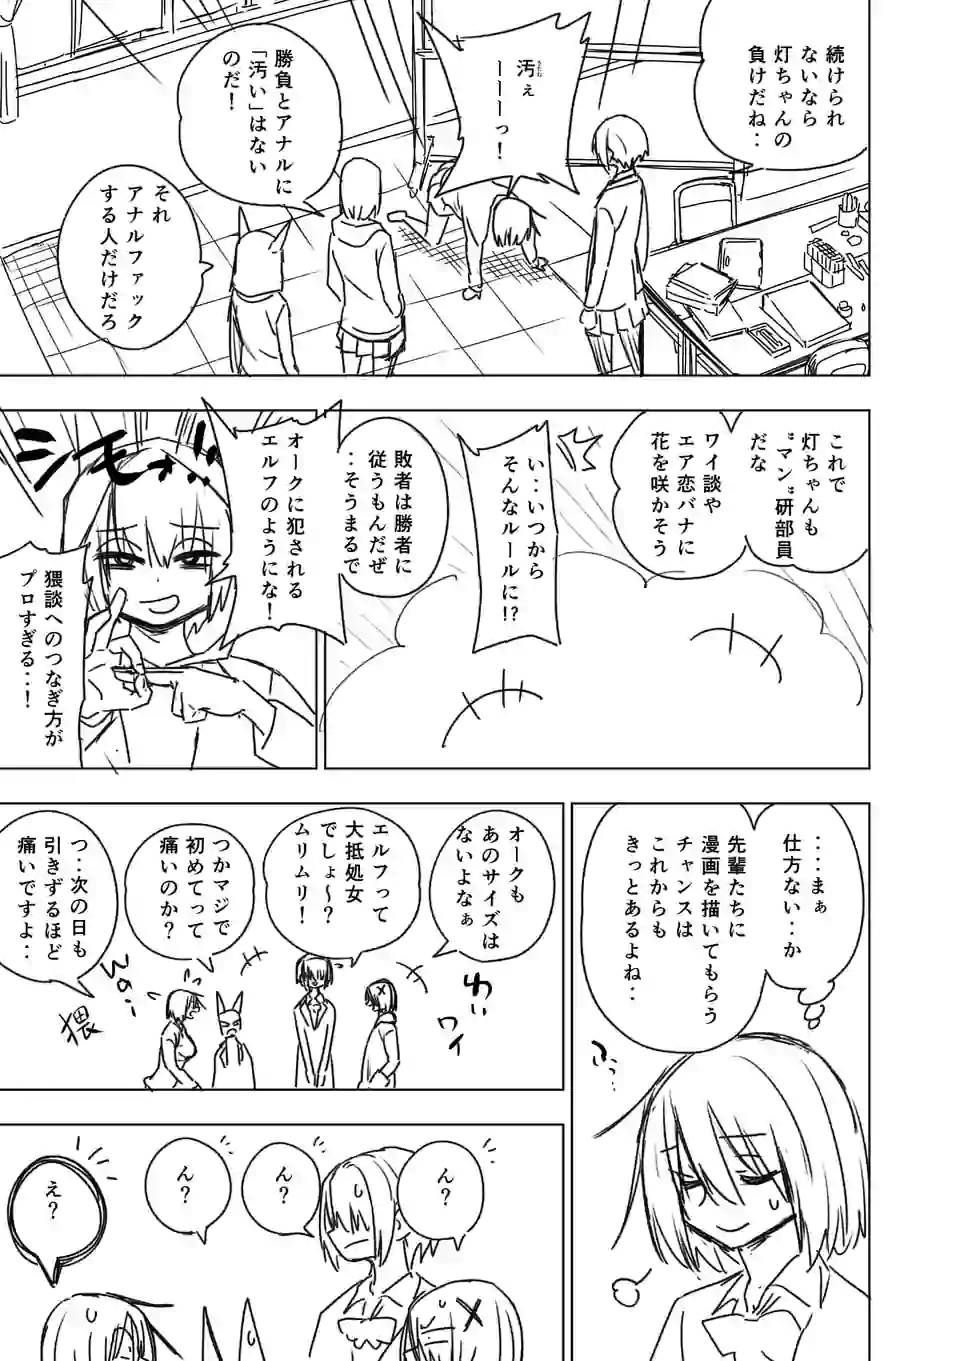 続けられ
ないなら
灯ちゃんの
負けだね‥
汚ぇ
きたね
ーーーっ！
勝負とアナルに
「汚い」はない
のだ！
それ
アナルファック
する人だけだろ
これで
灯ちゃんも
〝マン〟研部員
だな
ワイ談や
エア恋バナに
花を咲かそう
い‥いつから
そんなルールに!?
敗者は勝者に
従うもんだぜ
‥そうまるで
オークに犯される
エルフのようにな！
シモォ‥‼
猥談へのつなぎ方が
プロすぎる‥！
‥‥まぁ
仕方ない‥か
先輩たちに
漫画を描いてもらう
チャンスは
これからも
きっとあるよね‥
ふぅ‥
オークも
あのサイズは
ないよなぁ
エルフって
大抵処女
でしょ～？
ムリムリ！
つかマジで
初めてって
痛いのか？
つ‥次の日も
引きずるほど
痛いですよ‥
わい
ワイ
猥
ん？
ん？
ん？
え？